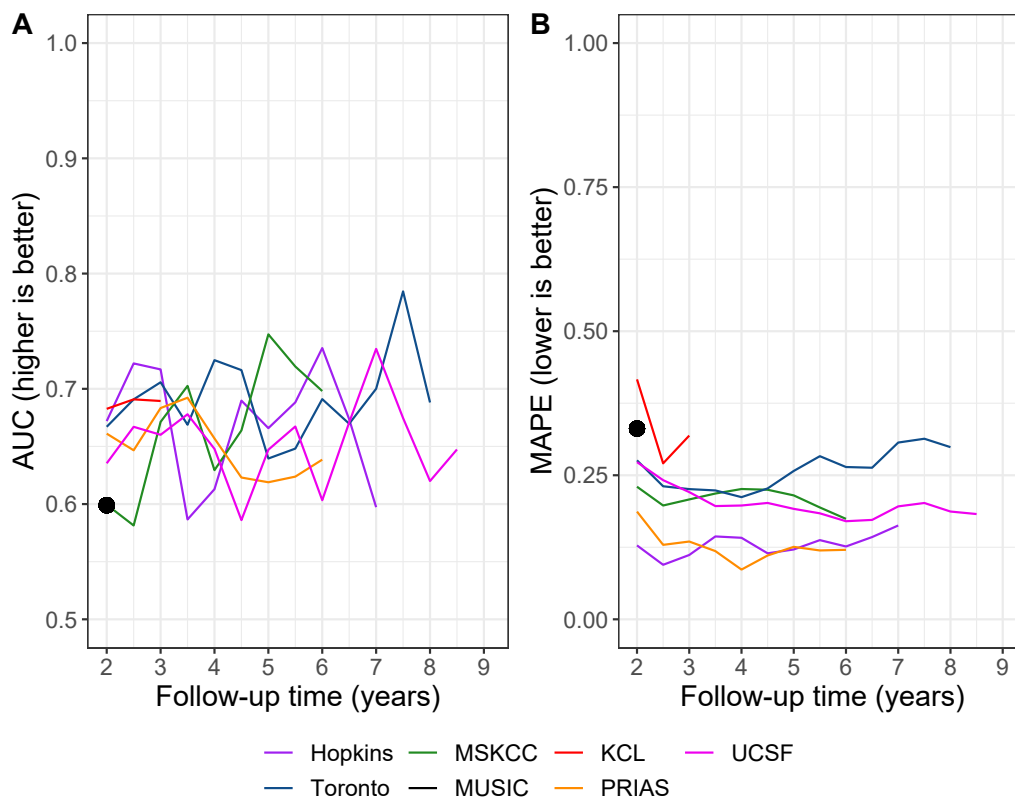 A
AUC (higher is better)
1.0
0.9
0.8
0.7
0.6
0.5
2 3 4 5 6 7 8 9
Follow-up time (years)
B
MAPE (lower is better)
1.00
0.75
0.50
0.25
0.00
2 3 4 5 6 7 8 9
Follow-up time (years)
Hopkins MSKCC KCL UCSF
Toronto MUSIC PRIAS